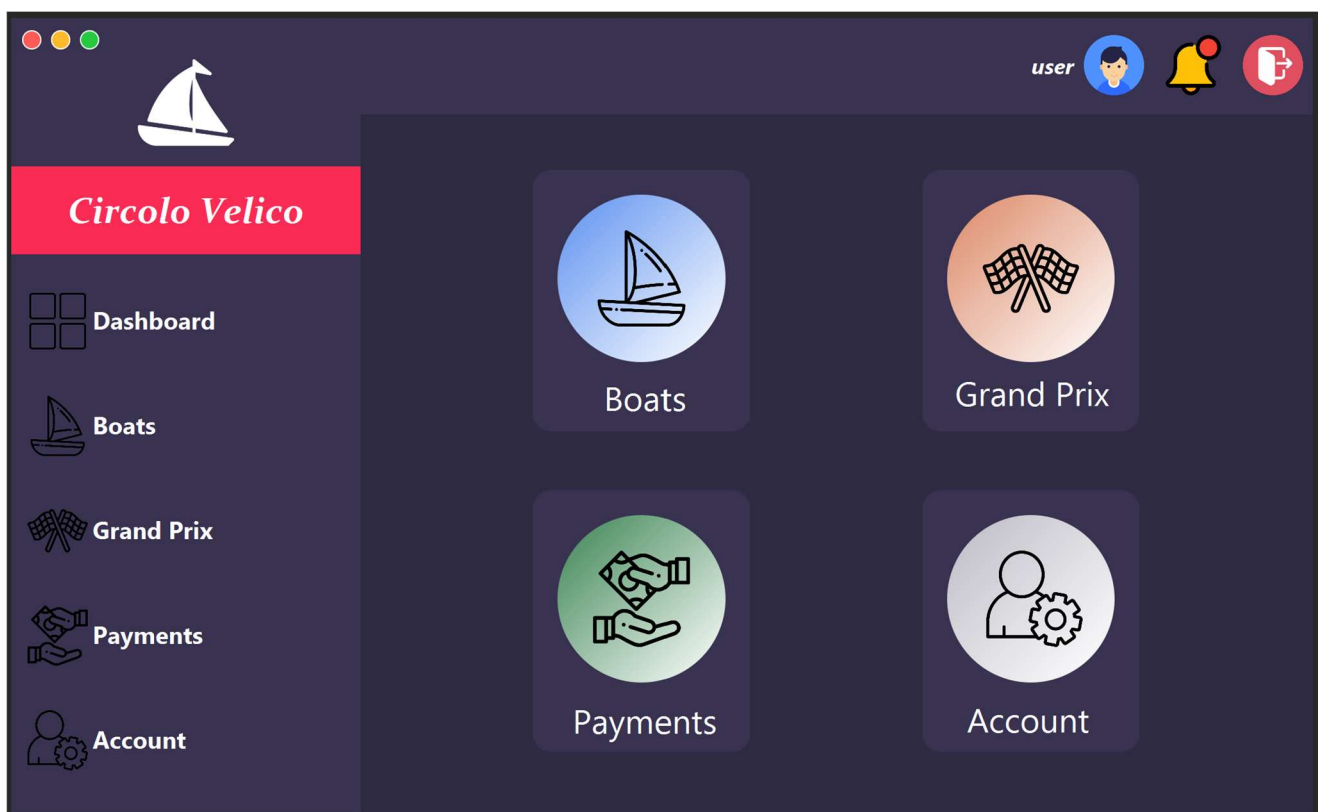 user
Circolo Velico
Dashboard
Boats
Grand Prix
Payments
Account
Boats
Grand Prix
Payments
Account